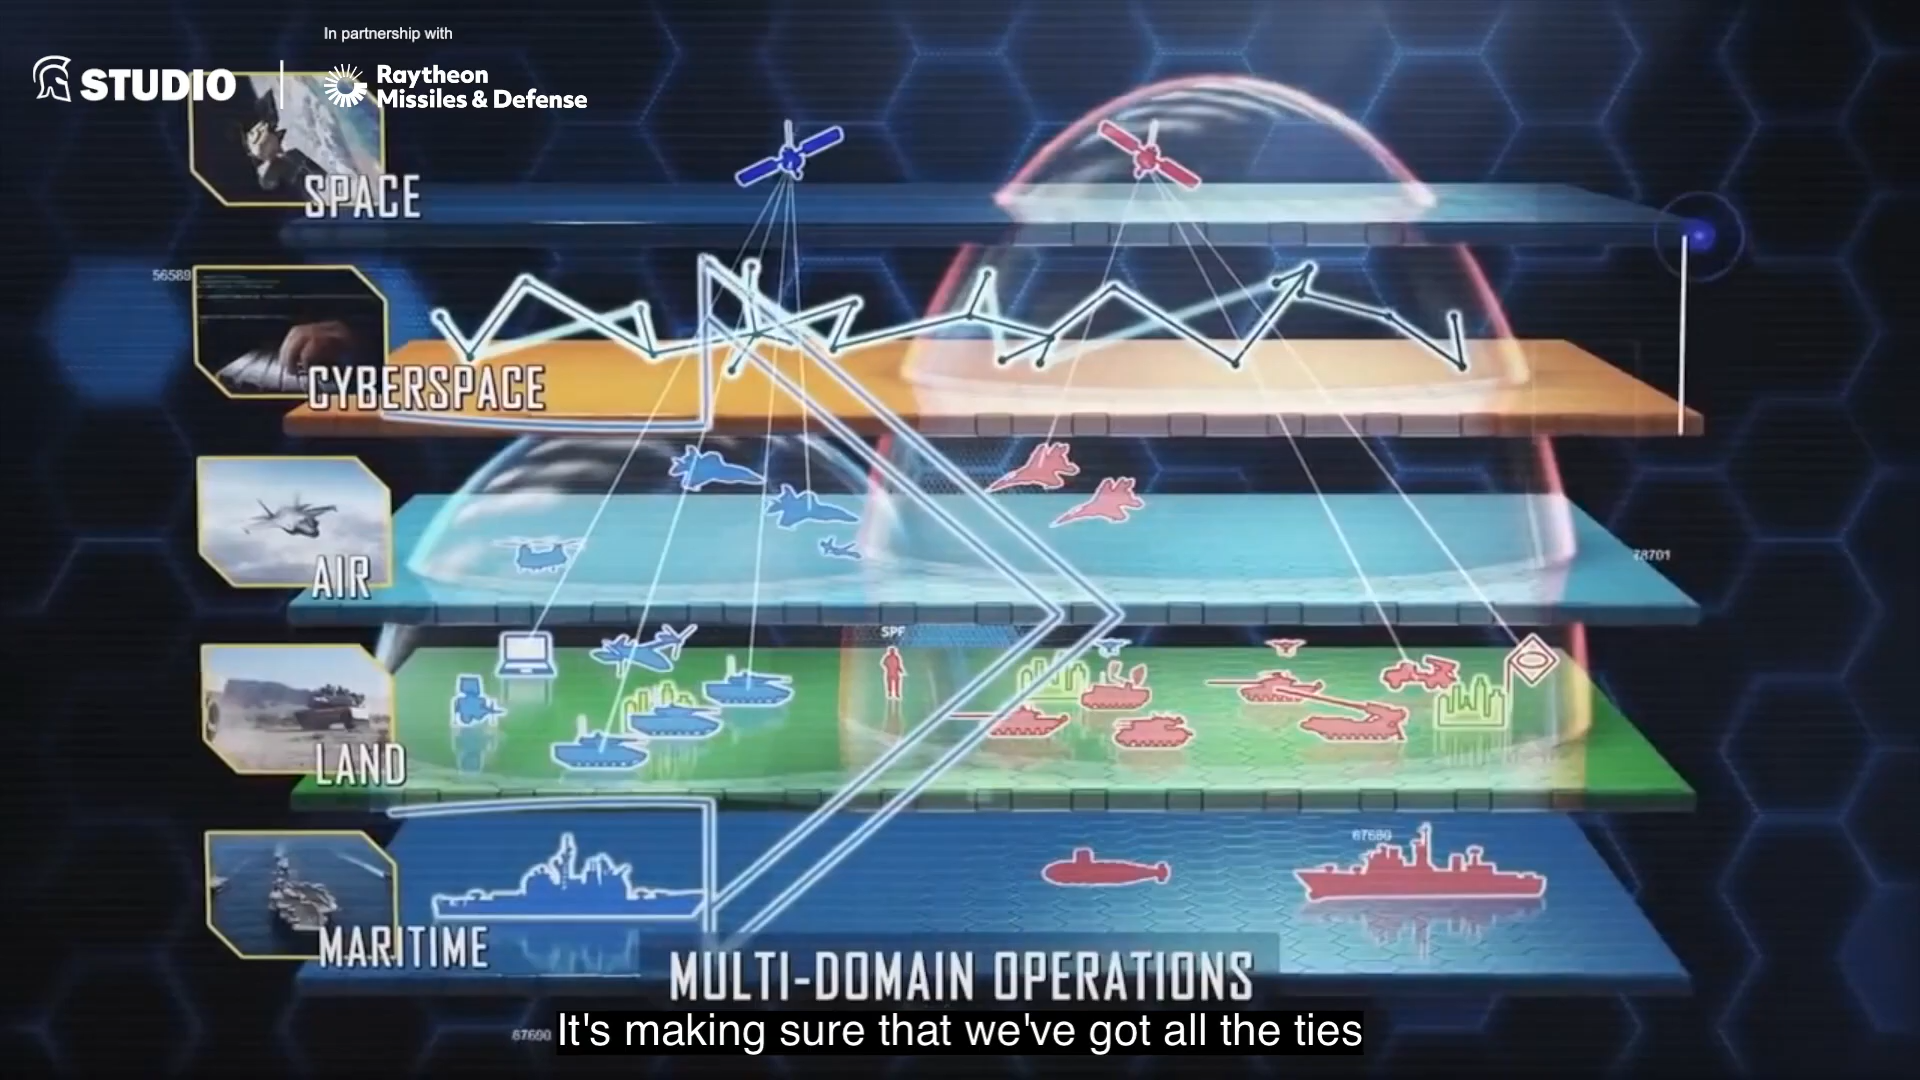 In partnership with
STUDIO
Raytheon
Missiles & Defense
SPACE
56589
CYBERSPACE
AIR
78701
SPF
LAND
67680
MARITIME
MULTI-DOMAIN OPERATIONS
67690
It's making sure that we've got all the ties